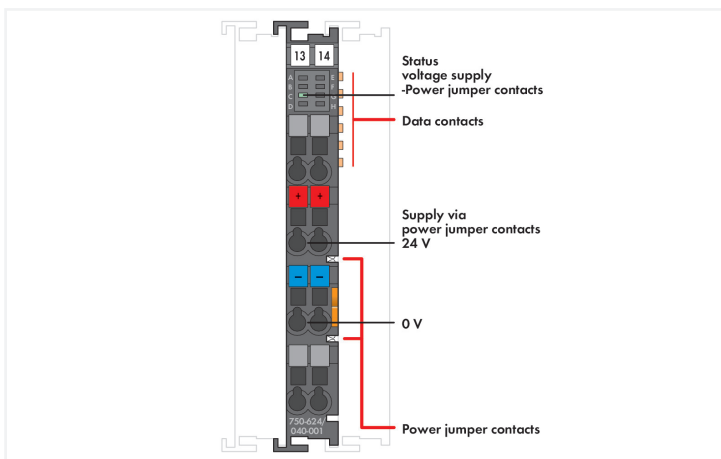 13 14
A E
B F
C G
D H
Status
voltage supply
-Power jumper contacts
Data contacts
+ +
Supply via
power jumper contacts
24 V
- -
0 V
750-624/
040-001
Power jumper contacts